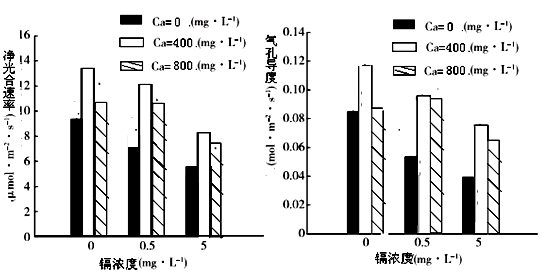 Ca= 0 .(mg · L⁻¹)
Ca=400 .(mg · L⁻¹)
Ca= 800 .(mg · L⁻¹)
净光合速率
(μmol · m⁻² · s⁻¹)
16
14
12
10
8
6
4
2
0
0 0.5 5
镉浓度(mg · L⁻¹)
Ca= 0 .(mg · L⁻¹)
Ca=400 .(mg · L⁻¹)
Ca= 800 .(mg · L⁻¹)
气孔导度
(mol · m⁻² · s⁻¹)
0.14
0.12
0.10
0.08
0.06
0.04
0.02
0.00
0 0.5 5
镉浓度(mg · L⁻¹)